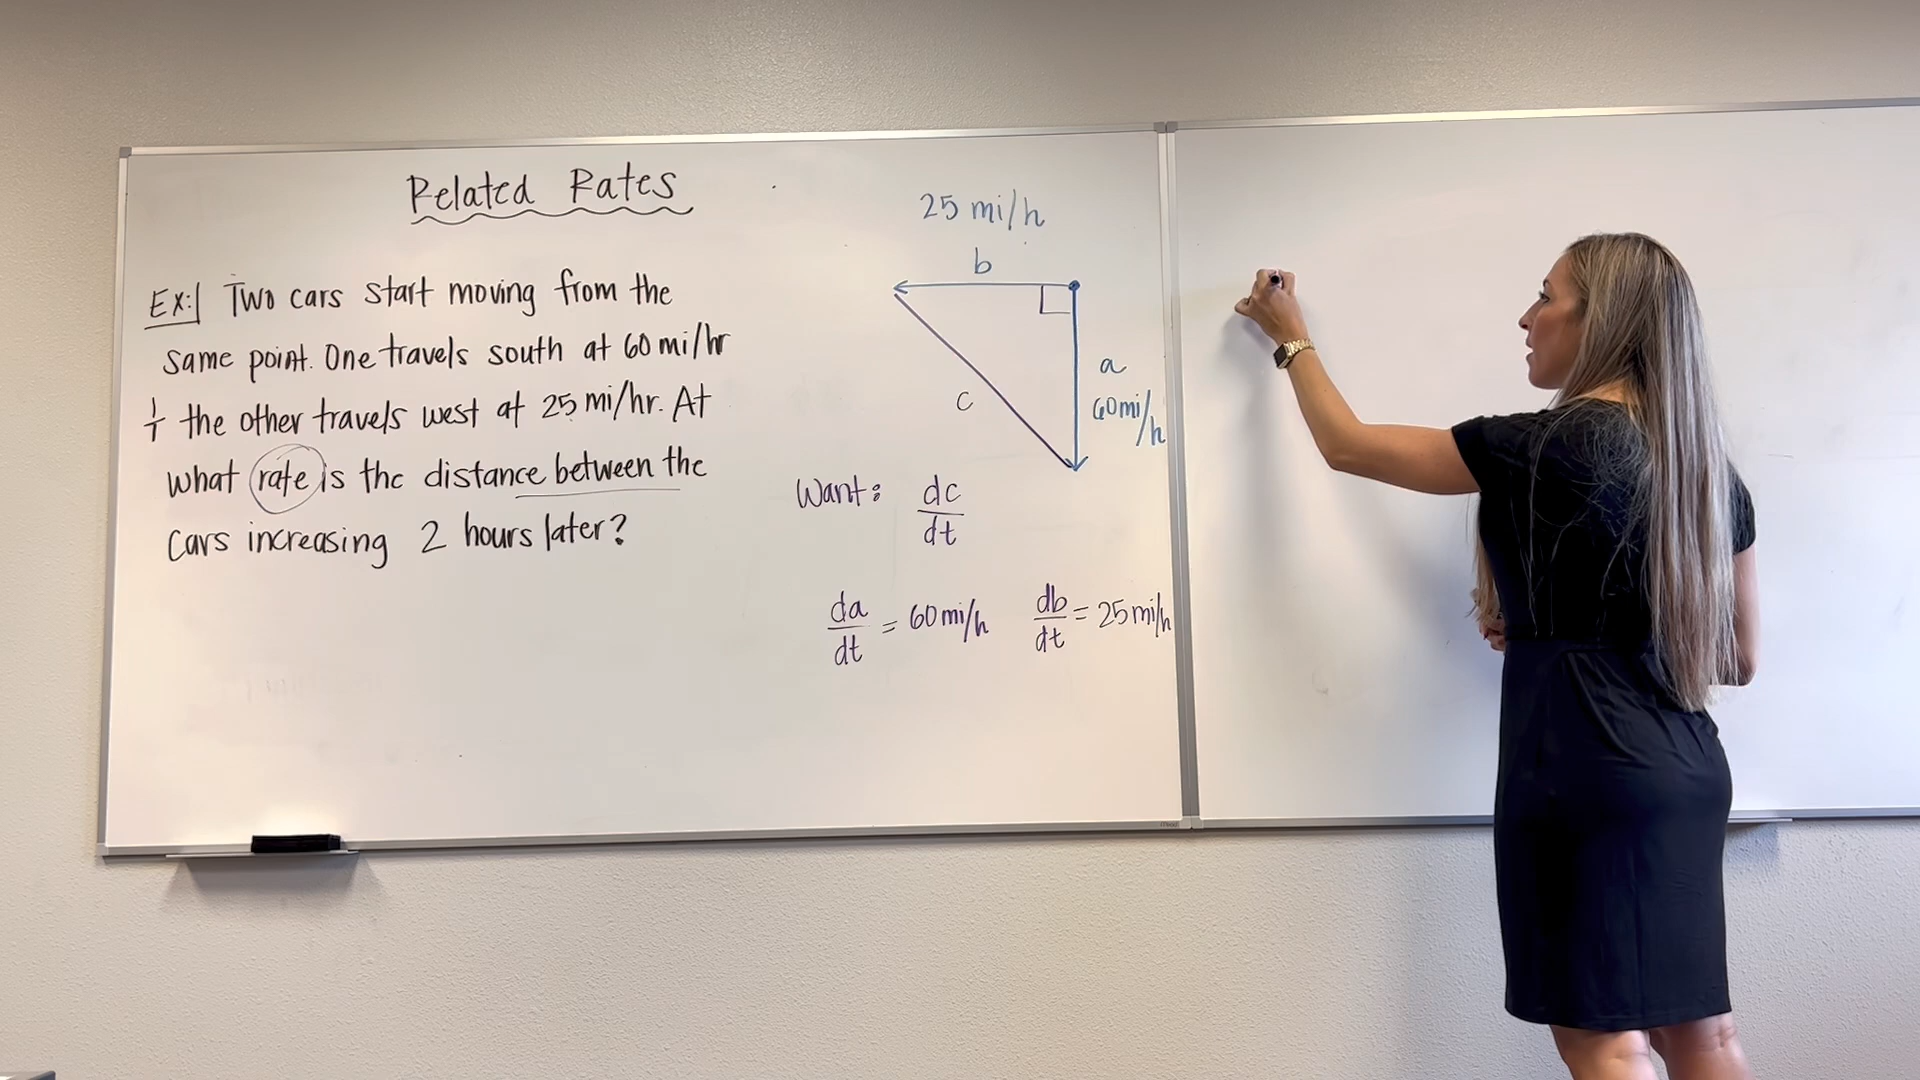 Related Rates
Ex:| Two cars start moving from the
same point. One travels south at 60 mi/hr
the other travels west at 25 mi/hr. At
what rate is the distance between the
cars increasing 2 hours later?
25 mi/h
b
a
60 mi/h
c
Want: dc/dt
da/dt = 60 mi/h db/dt = 25 mi/h